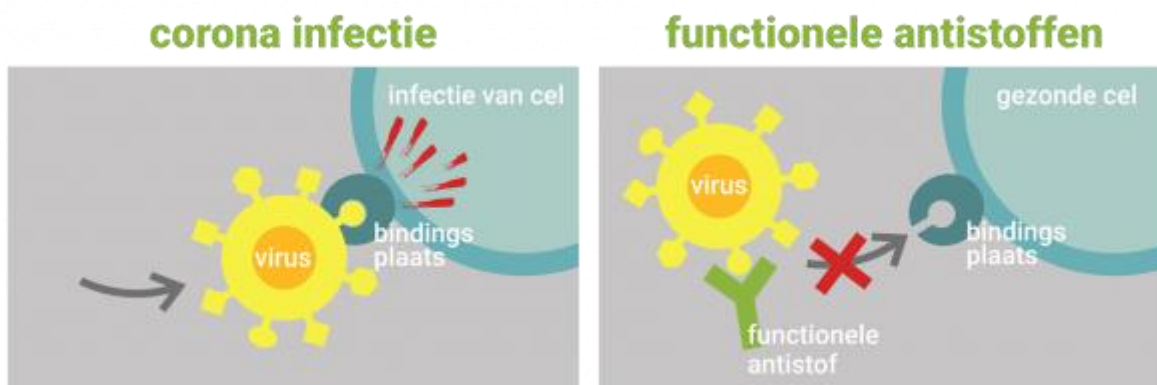 corona infectie
infectie van cel
virus
bindings
plaats
functionele antistoffen
gezonde cel
virus
bindings
plaats
functionele
antistof